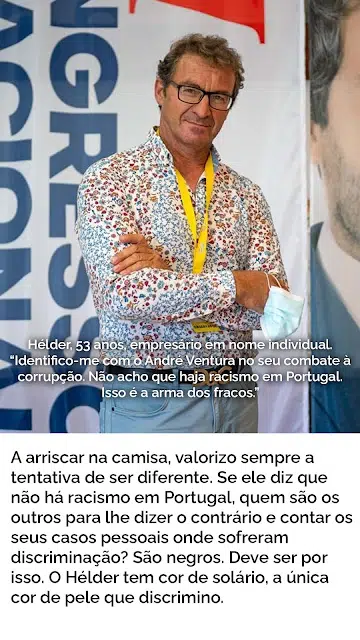 NGRESSO
NACIONAL
Hélder, 53 anos, empresário em nome individual.
“Identifico-me com o André Ventura no seu combate à
corrupção. Não acho que haja racismo em Portugal.
Isso é a arma dos fracos.”
A arriscar na camisa, valorizo sempre a
tentativa de ser diferente. Se ele diz que
não há racismo em Portugal, quem são os
outros para lhe dizer o contrário e contar os
seus casos pessoais onde sofreram
discriminação? São negros. Deve ser por
isso. O Hélder tem cor de solário, a única
cor de pele que discrimino.